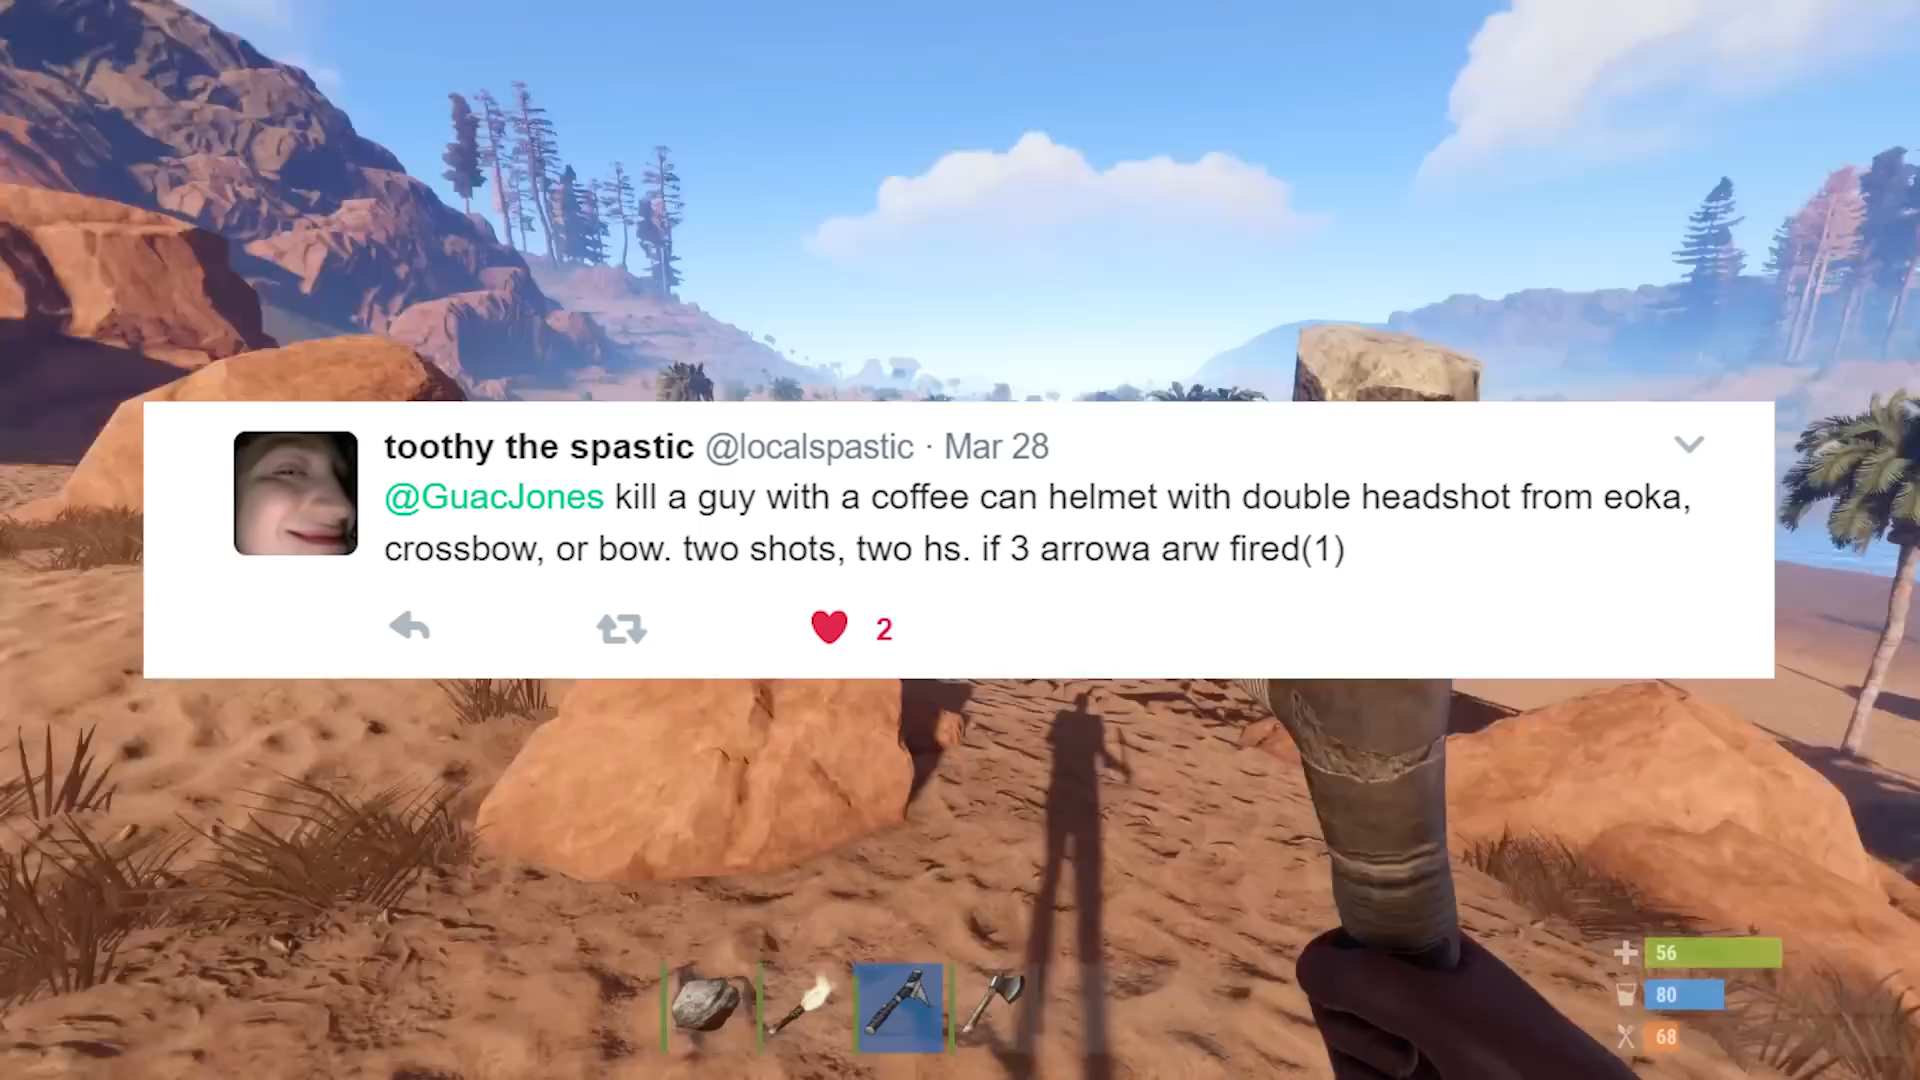 toothy the spastic @localspastic · Mar 28
@GuacJones kill a guy with a coffee can helmet with double headshot from eoka,
crossbow, or bow. two shots, two hs. if 3 arrowa arw fired(1)
2
56
80
68